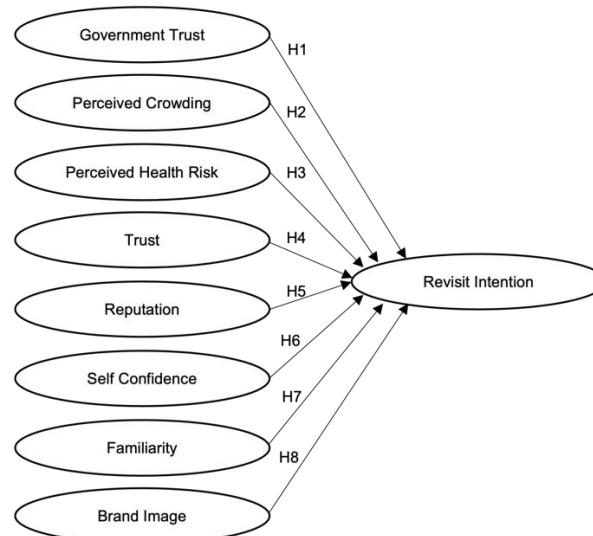 Government Trust
H1
Perceived Crowding
H2
Perceived Health Risk
H3
Trust
H4
Revisit Intention
Reputation
H5
Self Confidence
H6
Familiarity
H7
Brand Image
H8